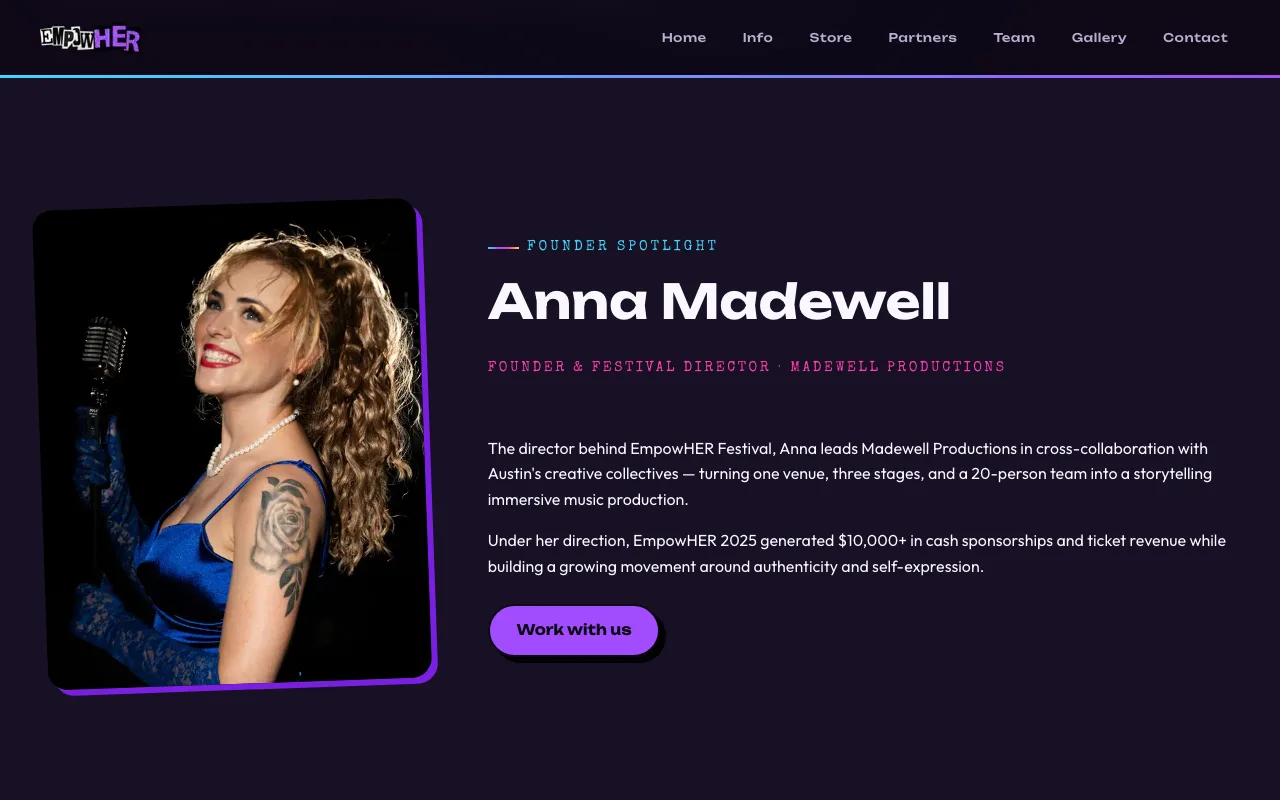 EMPOWHER
Home Info Store Partners Team Gallery Contact
FOUNDER SPOTLIGHT
Anna Madewell
FOUNDER & FESTIVAL DIRECTOR · MADEWELL PRODUCTIONS
The director behind EmpowHER Festival, Anna leads Madewell Productions in cross-collaboration with
Austin's creative collectives — turning one venue, three stages, and a 20-person team into a storytelling
immersive music production.
Under her direction, EmpowHER 2025 generated $10,000+ in cash sponsorships and ticket revenue while
building a growing movement around authenticity and self-expression.
Work with us